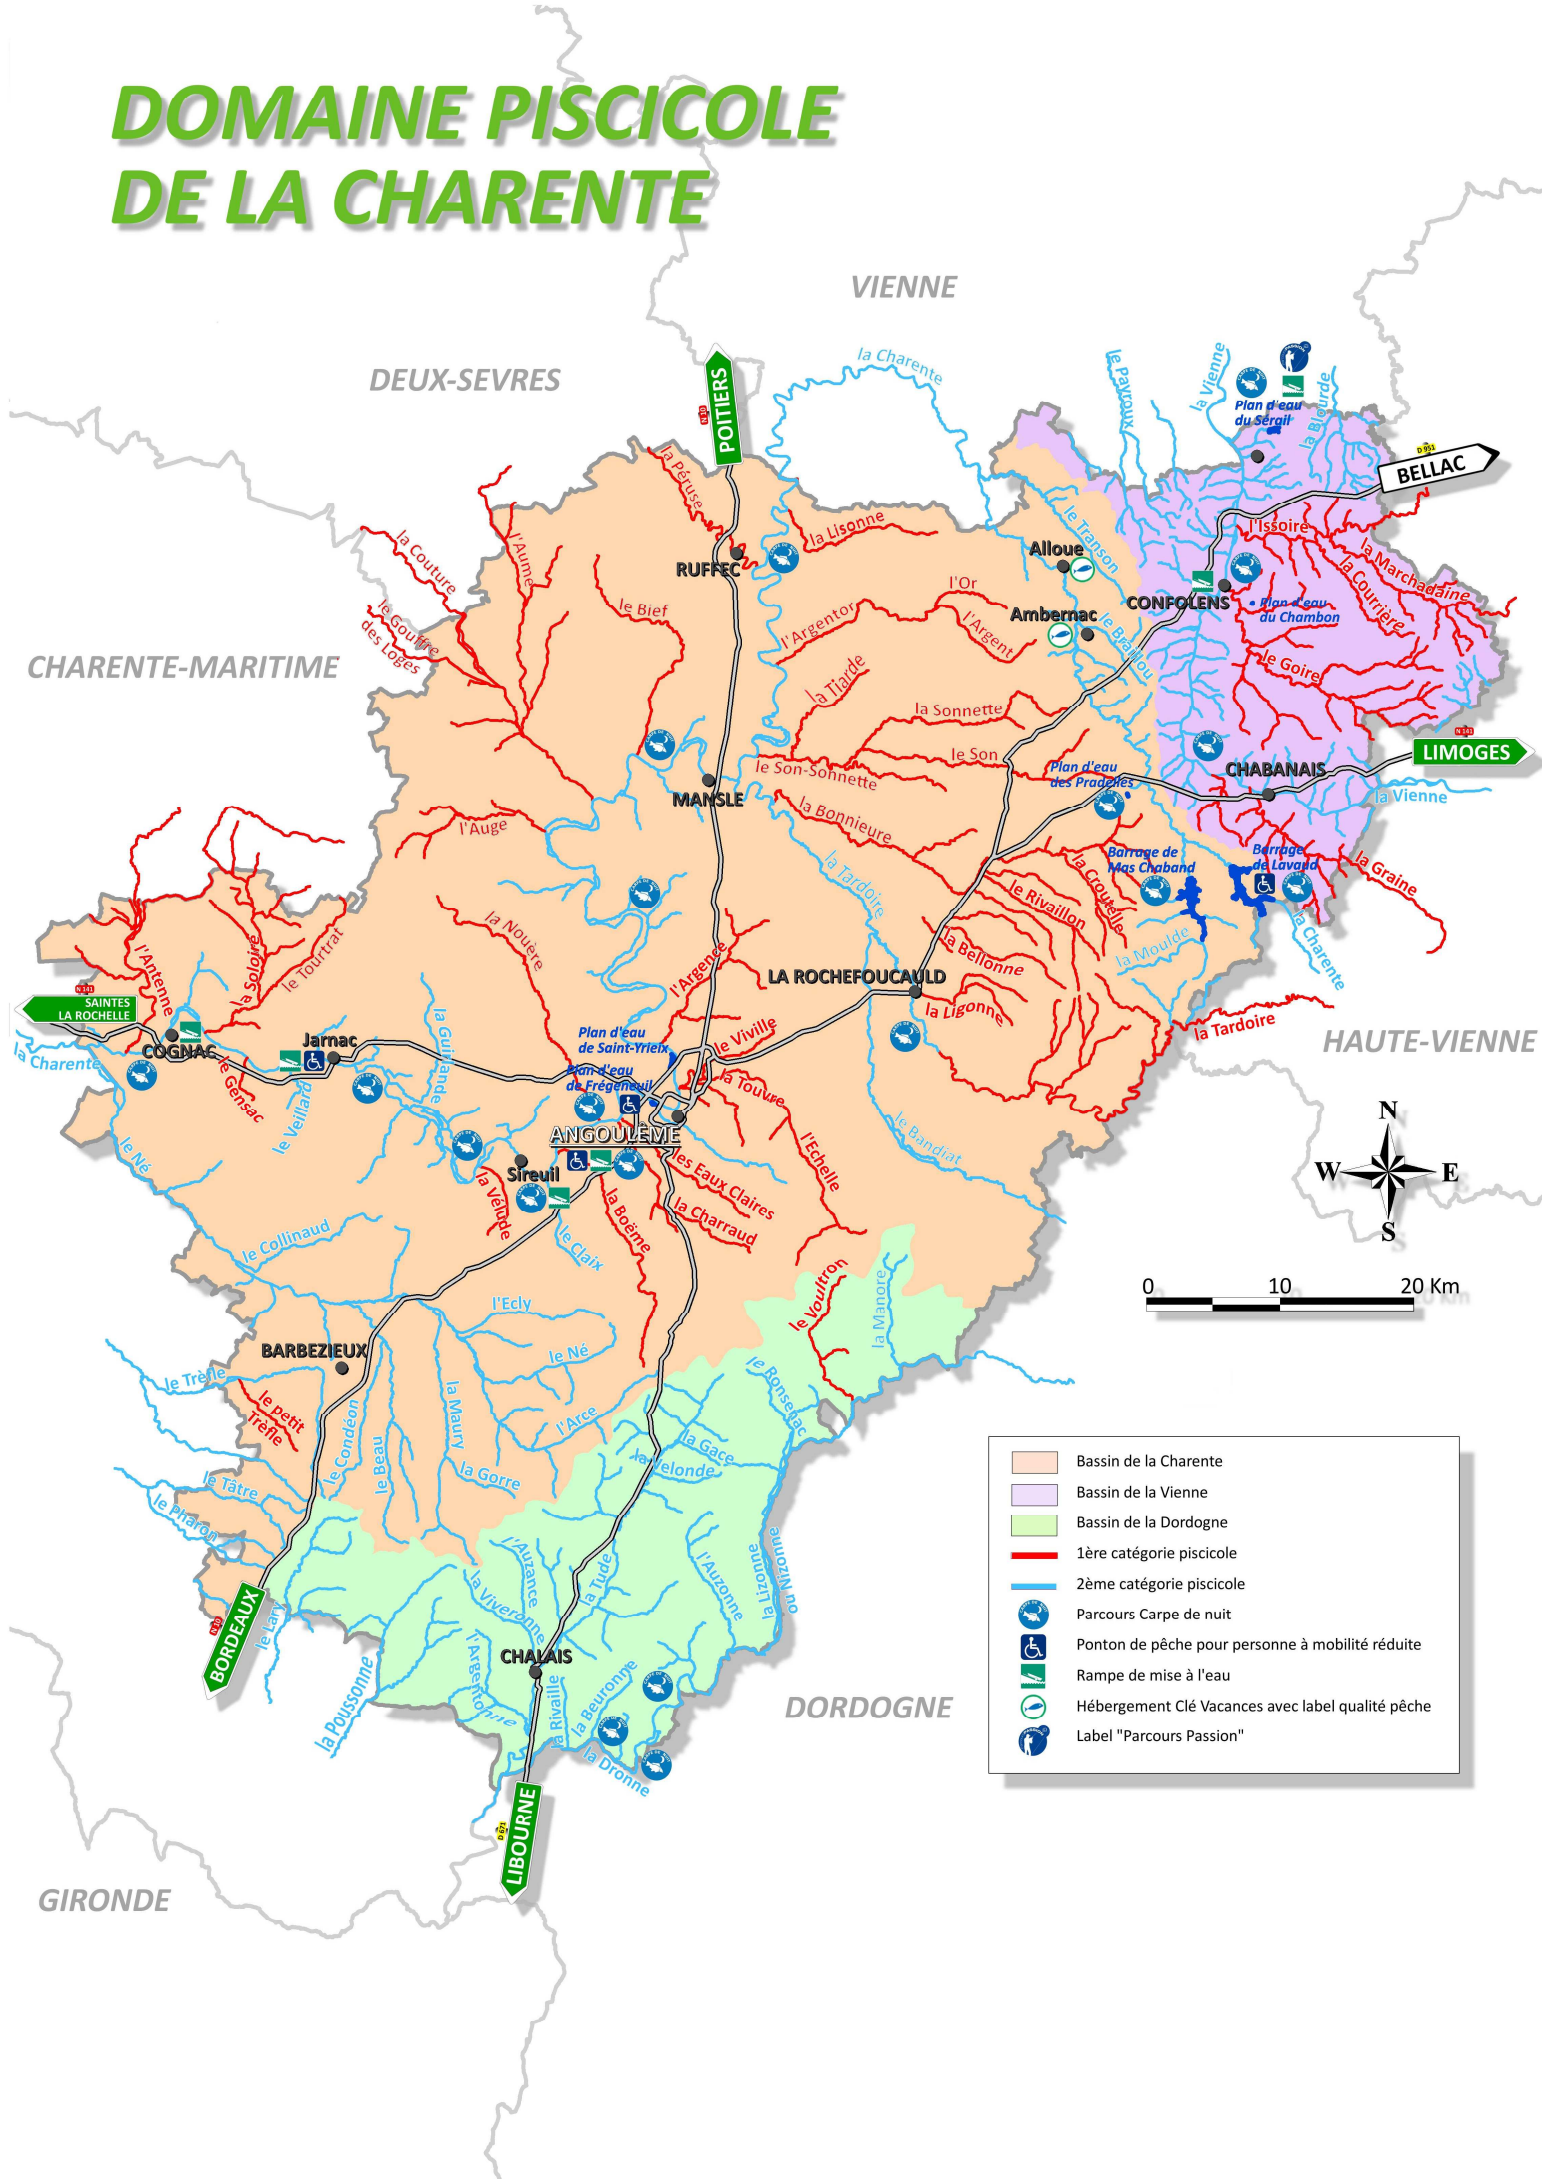 DOMAINE PISCICOLE
DE LA CHARENTE
VIENNE
DEUX-SEVRES
CHARENTE-MARITIME
HAUTE-VIENNE
DORDOGNE
GIRONDE
POITIERS
N 10
la Charente
le Payroux
la Vienne
Plan d'eau
du Sérail
la Blourde
D 951
BELLAC
la Péruse
RUFFEC
la Lisonne
le Transon
Alloue
l'Issoire
la Marchadaine
la Courrière
la Couture
l'Aume
le Gouffre
des Loges
le Bief
l'Or
l'Argentor
l'Argent
Ambernac
CONFOLENS
Plan d'eau
du Chambon
le Braillou
le Goire
la Tiarde
la Sonnette
le Son
le Son-Sonnette
Plan d'eau
des Pradelles
CHABANAIS
N 141
LIMOGES
la Vienne
MANSLE
l'Auge
la Bonnieure
la Tardoire
la Croutelle
Barrage de
Mas Chaband
Barrage
de Lavaud
la Graine
le Rivaillon
la Nouère
l'Argence
la Bellonne
la Moulde
la Charente
LA ROCHEFOUCAULD
la Ligonne
la Tardoire
l'Antenne
la Soloire
le Tourtrat
N 141
SAINTES
LA ROCHELLE
COGNAC
la Charente
le Gensac
Jarnac
le Veillard
la Guirlande
Plan d'eau
de Saint-Yrieix
Plan d'eau
de Frégeneuil
le Viville
la Touvre
ANGOULÊME
l'Echelle
le Bandiat
les Eaux Claires
la Charraud
la Boëme
Sireuil
la Vélude
le Claix
le Né
le Collinaud
N
W
E
S
0
10
20 Km
l'Ecly
le Né
BARBEZIEUX
le Trèfle
le petit
Trèfle
le Condéon
le Beau
la Maury
la Gorre
l'Arce
le Voultron
la Manore
le Ronsenac
la Gace
la Velonde
le Tâtre
le Pharon
N 10
BORDEAUX
le Lary
la Poussonne
l'Auzance
la Viveronne
la Tude
l'Auzonne
la Lizonne
ou Nizonne
l'Argentonne
CHALAIS
la Rivaille
la Beuronne
la Dronne
D 671
LIBOURNE
Bassin de la Charente
Bassin de la Vienne
Bassin de la Dordogne
1ère catégorie piscicole
2ème catégorie piscicole
Parcours Carpe de nuit
Ponton de pêche pour personne à mobilité réduite
Rampe de mise à l'eau
Hébergement Clé Vacances avec label qualité pêche
Label "Parcours Passion"